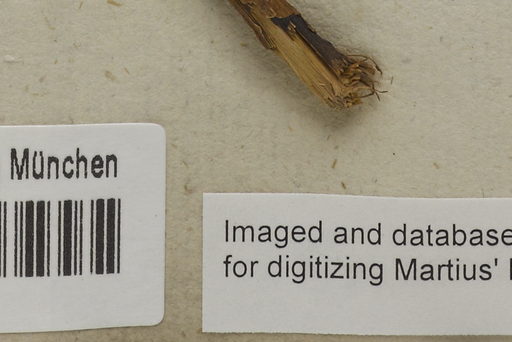 München
Imaged and database
for digitizing Martius'